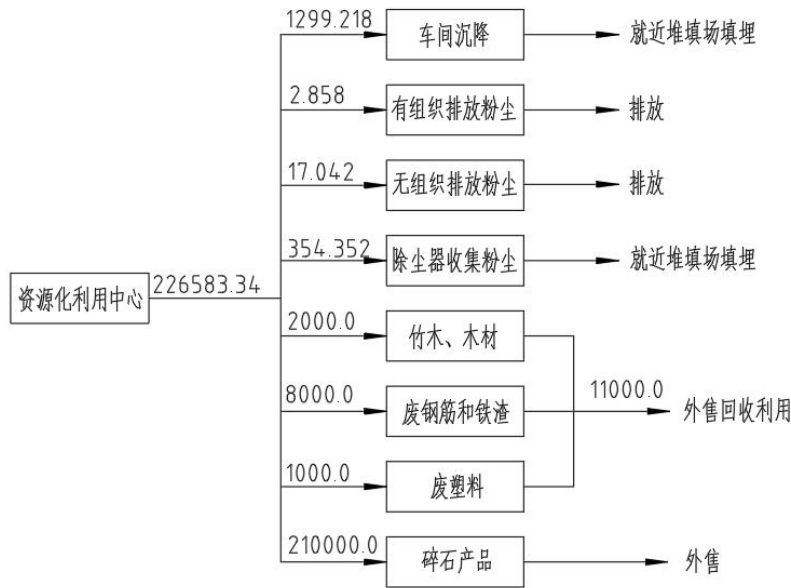 1299.218
车间沉降
就近堆填场填埋
2.858
有组织排放粉尘
排放
17.042
无组织排放粉尘
排放
354.352
除尘器收集粉尘
就近堆填场填埋
资源化利用中心
226583.34
2000.0
竹木、木材
8000.0
废钢筋和铁渣
11000.0
外售回收利用
1000.0
废塑料
210000.0
碎石产品
外售